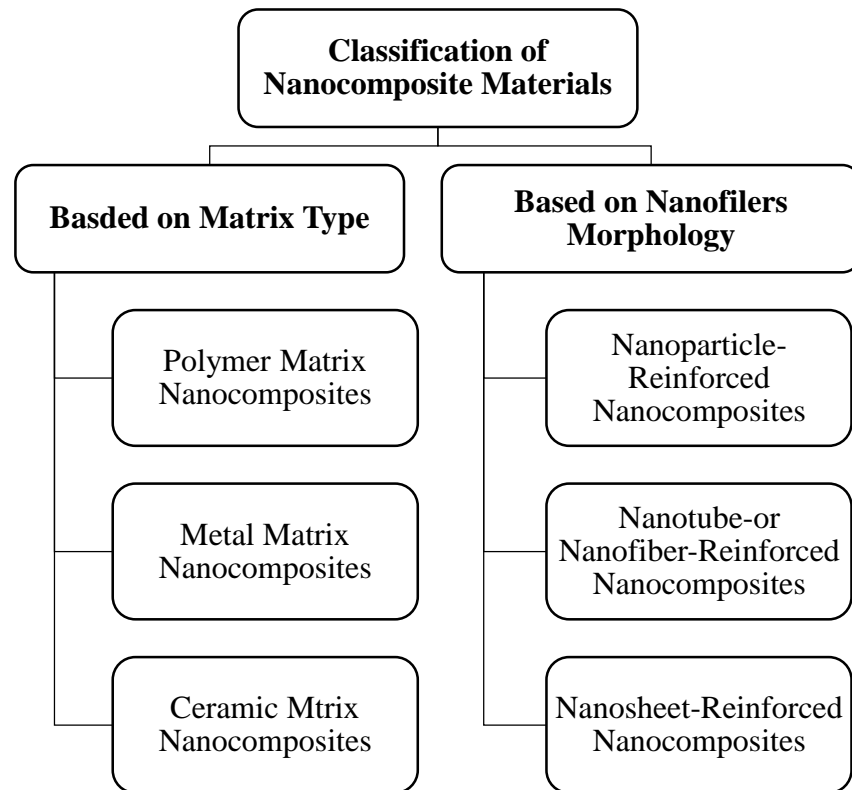 Classification of
Nanocomposite Materials
Basded on Matrix Type
Polymer Matrix
Nanocomposites
Metal Matrix
Nanocomposites
Ceramic Mtrix
Nanocomposites
Based on Nanofilers
Morphology
Nanoparticle-
Reinforced
Nanocomposites
Nanotube-or
Nanofiber-Reinforced
Nanocomposites
Nanosheet-Reinforced
Nanocomposites